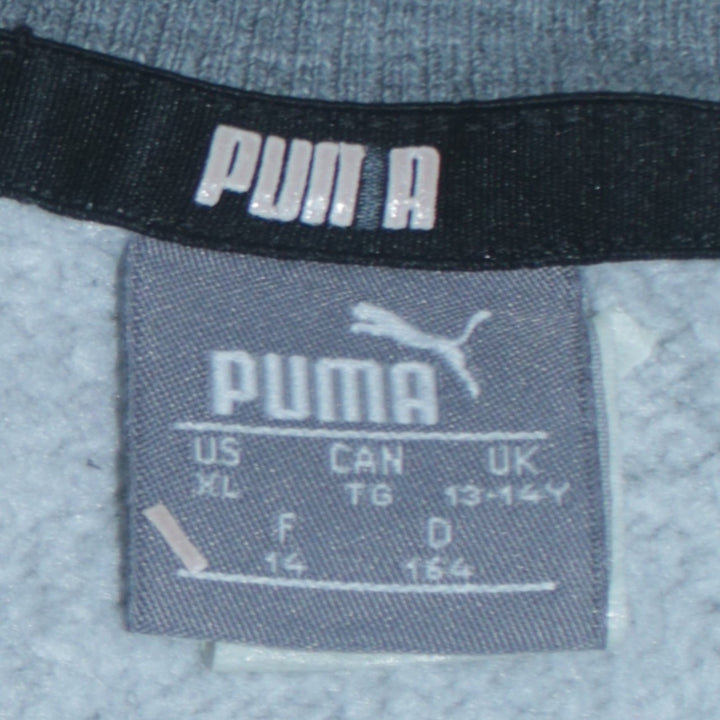 PUMA
PUMA
US CAN UK
XL TG 13-14Y
F D
14 164